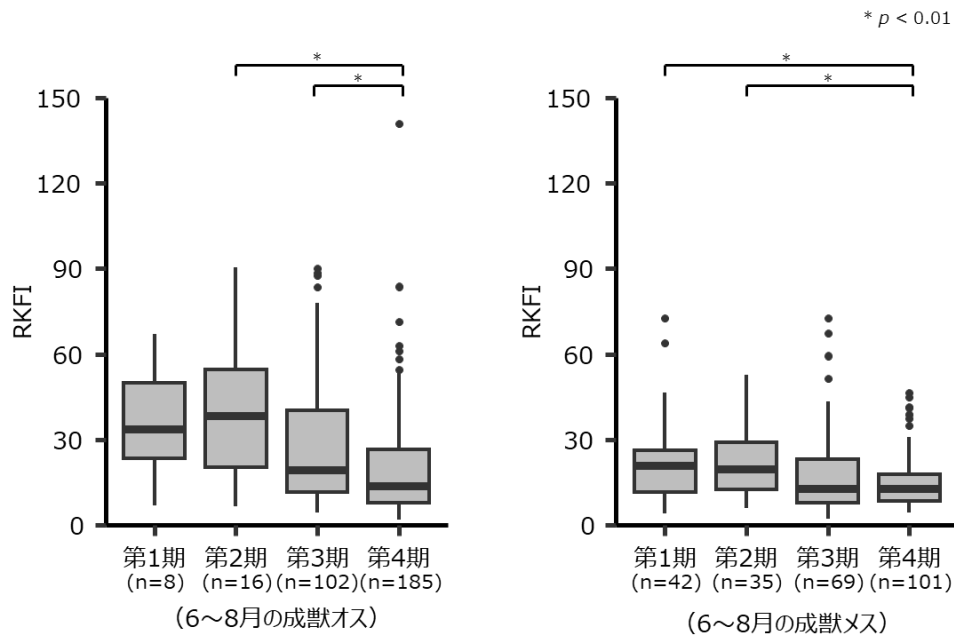 * p < 0.01
*
*
150
120
90
60
30
0
RKFI
第1期
(n=8)
第2期
(n=16)
第3期
(n=102)
第4期
(n=185)
（6～8月の成獣オス）
*
*
150
120
90
60
30
0
RKFI
第1期
(n=42)
第2期
(n=35)
第3期
(n=69)
第4期
(n=101)
（6～8月の成獣メス）